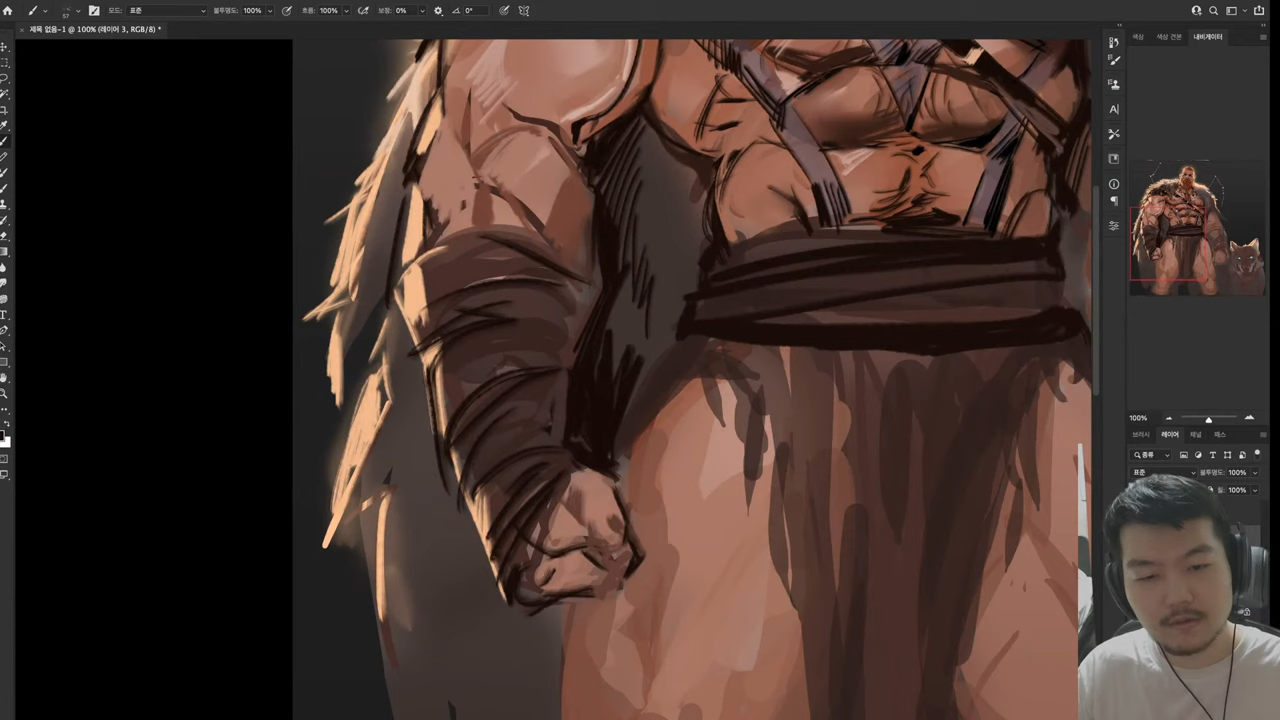 57
모드: 표준
불투명도: 100%
흐름: 100%
보정: 0%
0°
제목 없음-1 @ 100% (레이어 3, RGB/8) *
색상
색상 견본
내비게이터
100%
브러시
레이어
채널
패스
종류
표준
불투명도: 100%
칠: 100%